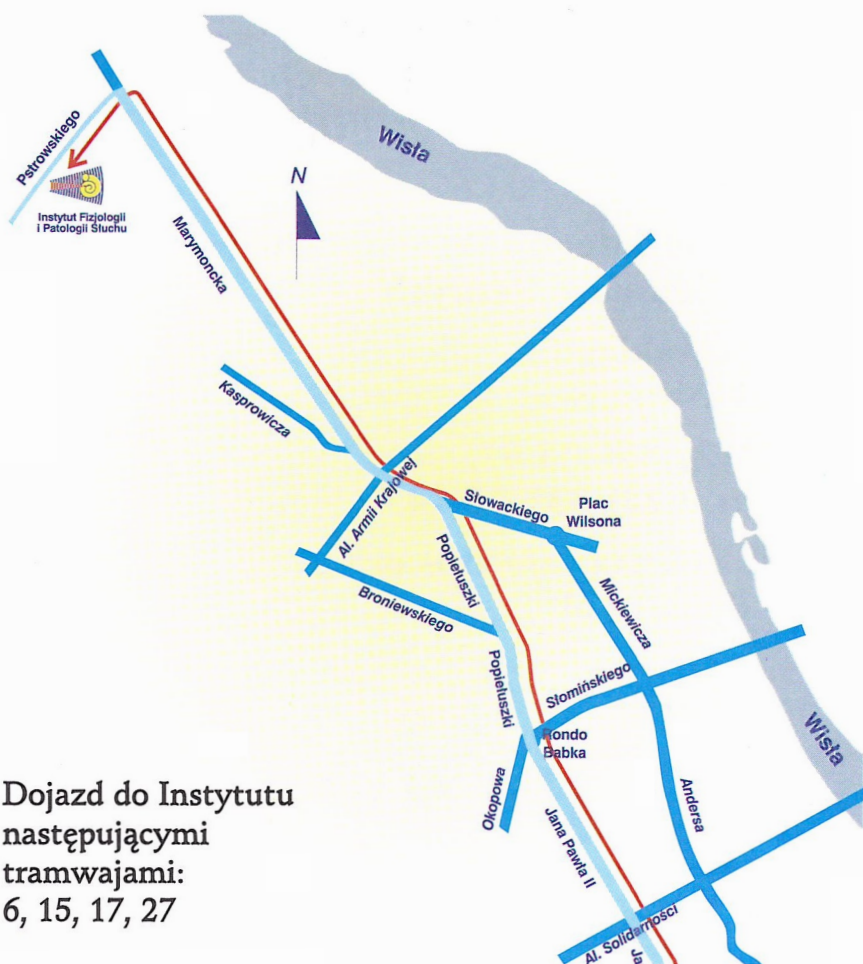 Wisła
Pstrowskiego
N
Instytut Fizjologii
i Patologii Słuchu
Marymoncka
Kasprowicza
Al. Armii Krajowej
Słowackiego
Plac
Wilsona
Popiełuszki
Broniewskiego
Mickiewicza
Popiełuszki
Słomińskiego
Rondo
Babka
Wisła
Okopowa
Andersa
Jana Pawła II
Al. Solidarności
Ja
Dojazd do Instytutu
następującymi
tramwajami:
6, 15, 17, 27